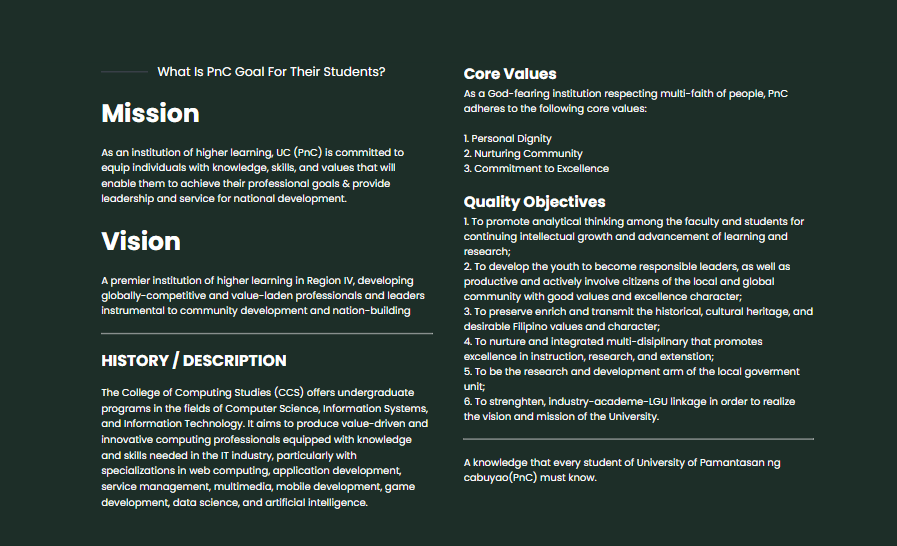 What Is PnC Goal For Their Students?
Mission
As an institution of higher learning, UC (PnC) is committed to
equip individuals with knowledge, skills, and values that will
enable them to achieve their professional goals & provide
leadership and service for national development.
Vision
A premier institution of higher learning in Region IV, developing
globally-competitive and value-laden professionals and leaders
instrumental to community development and nation-building
HISTORY / DESCRIPTION
The College of Computing Studies (CCS) offers undergraduate
programs in the fields of Computer Science, Information Systems,
and Information Technology. It aims to produce value-driven and
innovative computing professionals equipped with knowledge
and skills needed in the IT industry, particularly with
specializations in web computing, application development,
service management, multimedia, mobile development, game
development, data science, and artificial intelligence.
Core Values
As a God-fearing institution respecting multi-faith of people, PnC
adheres to the following core values:
1. Personal Dignity
2. Nurturing Community
3. Commitment to Excellence
Quality Objectives
1. To promote analytical thinking among the faculty and students for
continuing intellectual growth and advancement of learning and
research;
2. To develop the youth to become responsible leaders, as well as
productive and actively involve citizens of the local and global
community with good values and excellence character;
3. To preserve enrich and transmit the historical, cultural heritage, and
desirable Filipino values and character;
4. To nurture and integrated multi-disiplinary that promotes
excellence in instruction, research, and extenstion;
5. To be the research and development arm of the local goverment
unit;
6. To strenghten, industry-academe-LGU linkage in order to realize
the vision and mission of the University.
A knowledge that every student of University of Pamantasan ng
cabuyao(PnC) must know.